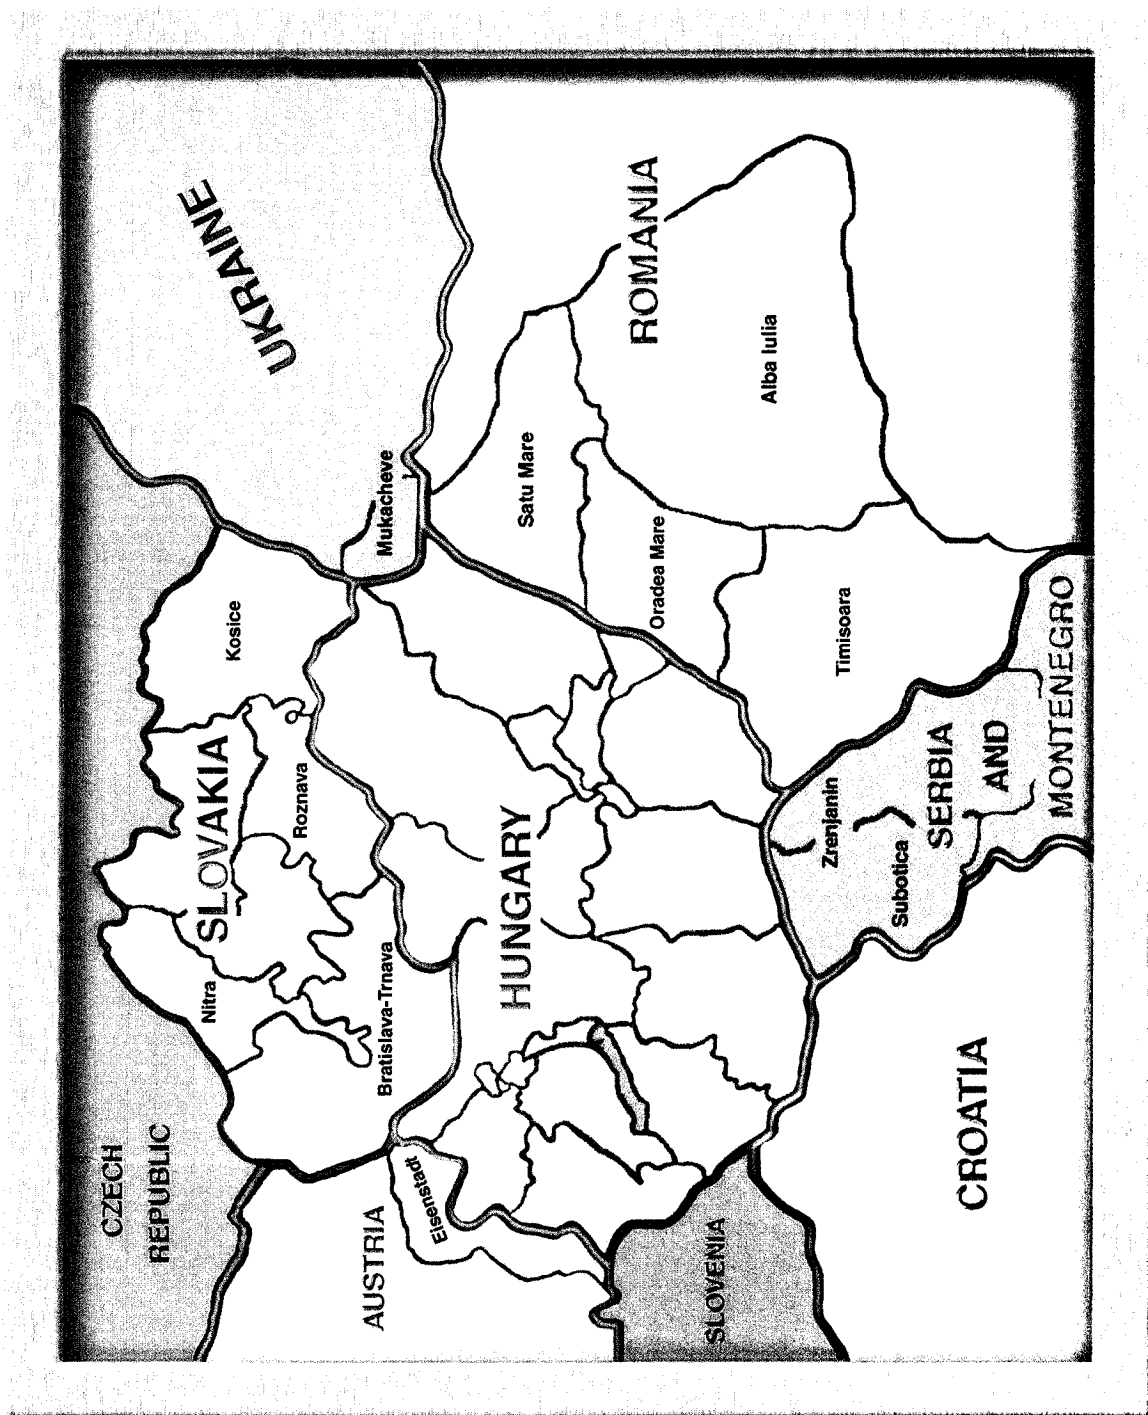 CZECH
REPUBLIC
UKRAINE
SLOVAKIA
Kosice
Nitra
Roznava
Mukacheve
Bratislava-Trnava
AUSTRIA
Eisenstadt
HUNGARY
Satu Mare
ROMANIA
Oradea Mare
Alba Iulia
SLOVENIA
Timisoara
Zrenjanin
Subotica
CROATIA
SERBIA
AND
MONTENEGRO